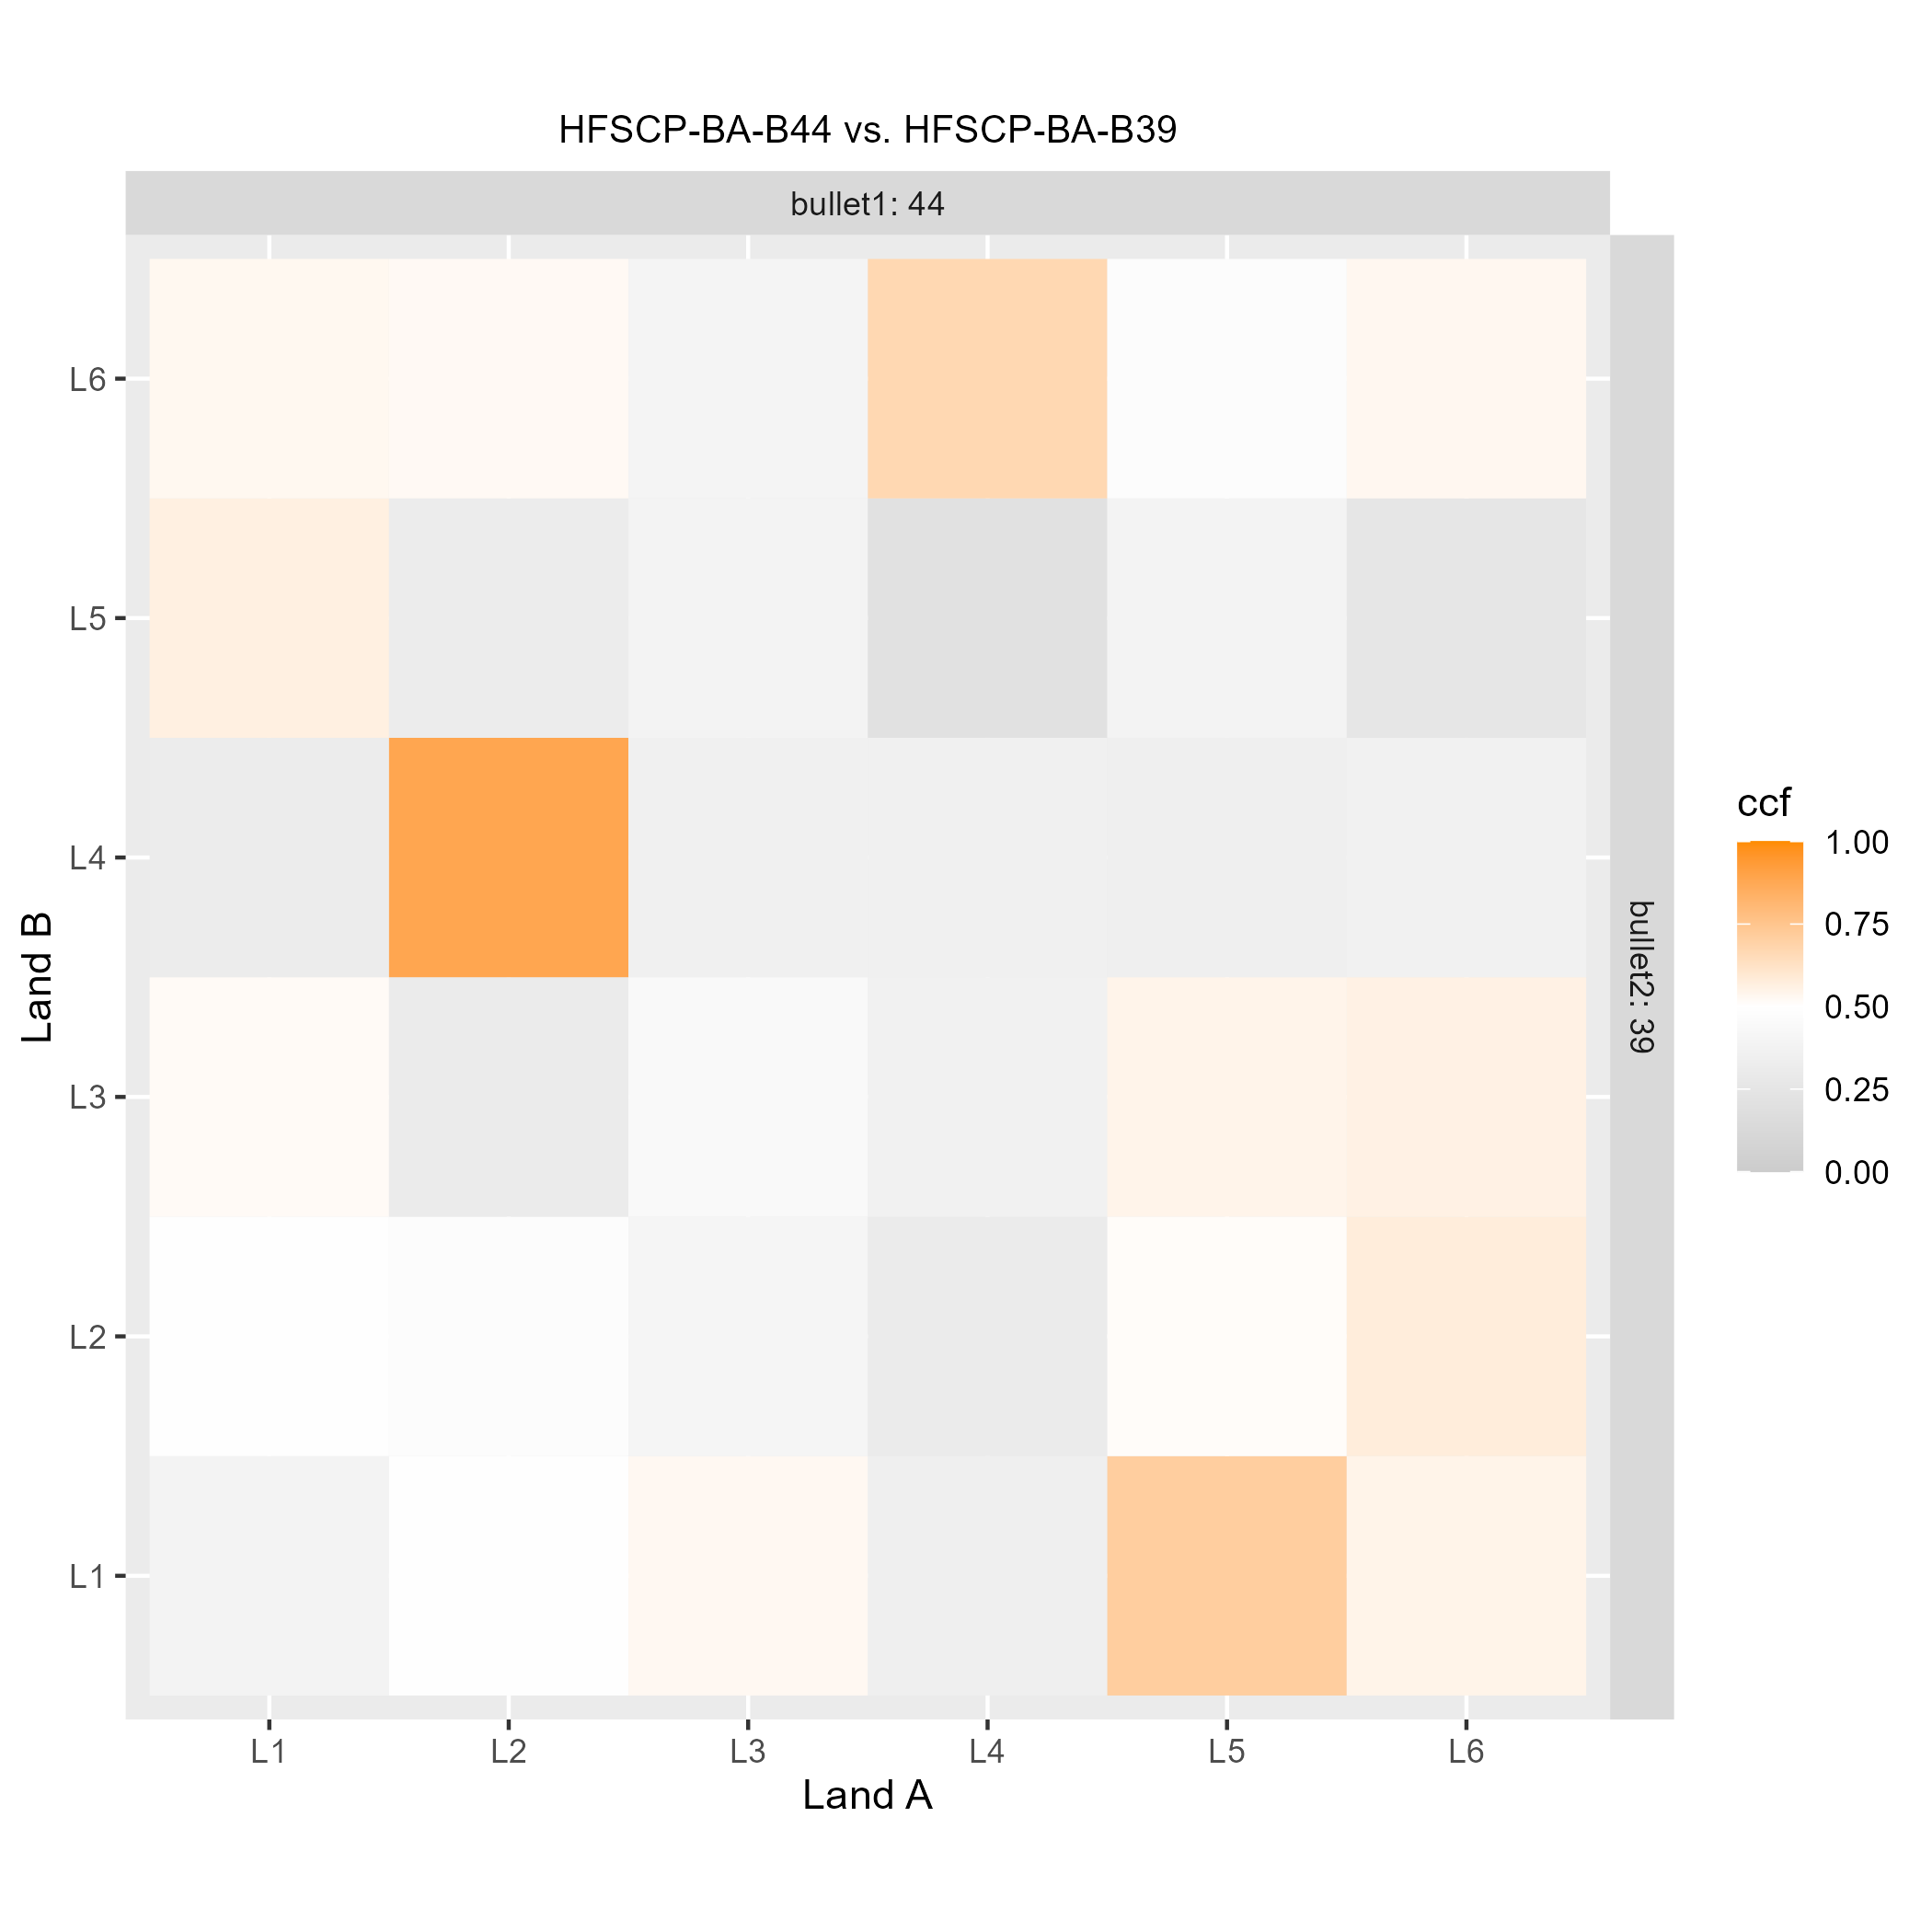 HFSCP-BA-B44 vs. HFSCP-BA-B39
bullet1: 44
L6
L5
L4
L3
L2
L1
Land B
bullet2: 39
ccf
1.00
0.75
0.50
0.25
0.00
L1 L2 L3 L4 L5 L6
Land A